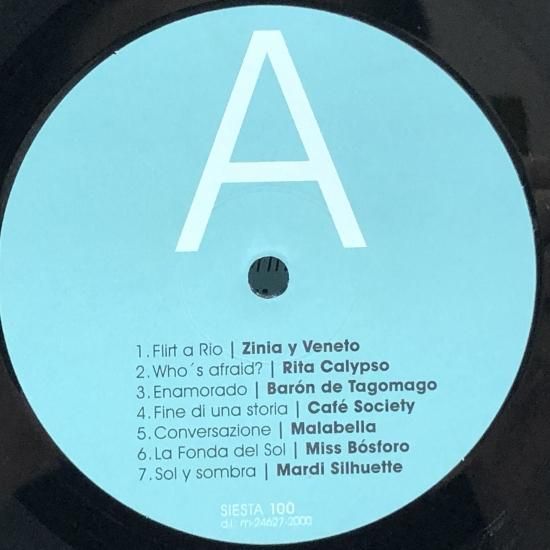 A
1. Flirt a Rio | Zinia y Veneto
2. Who´s afraid? | Rita Calypso
3. Enamorado | Barón de Tagomago
4. Fine di una storia | Café Society
5. Conversazione | Malabella
6. La Fonda del Sol | Miss Bósforo
7. Sol y sombra | Mardi Silhuette
SIESTA 100
d.l. m-24627-2000